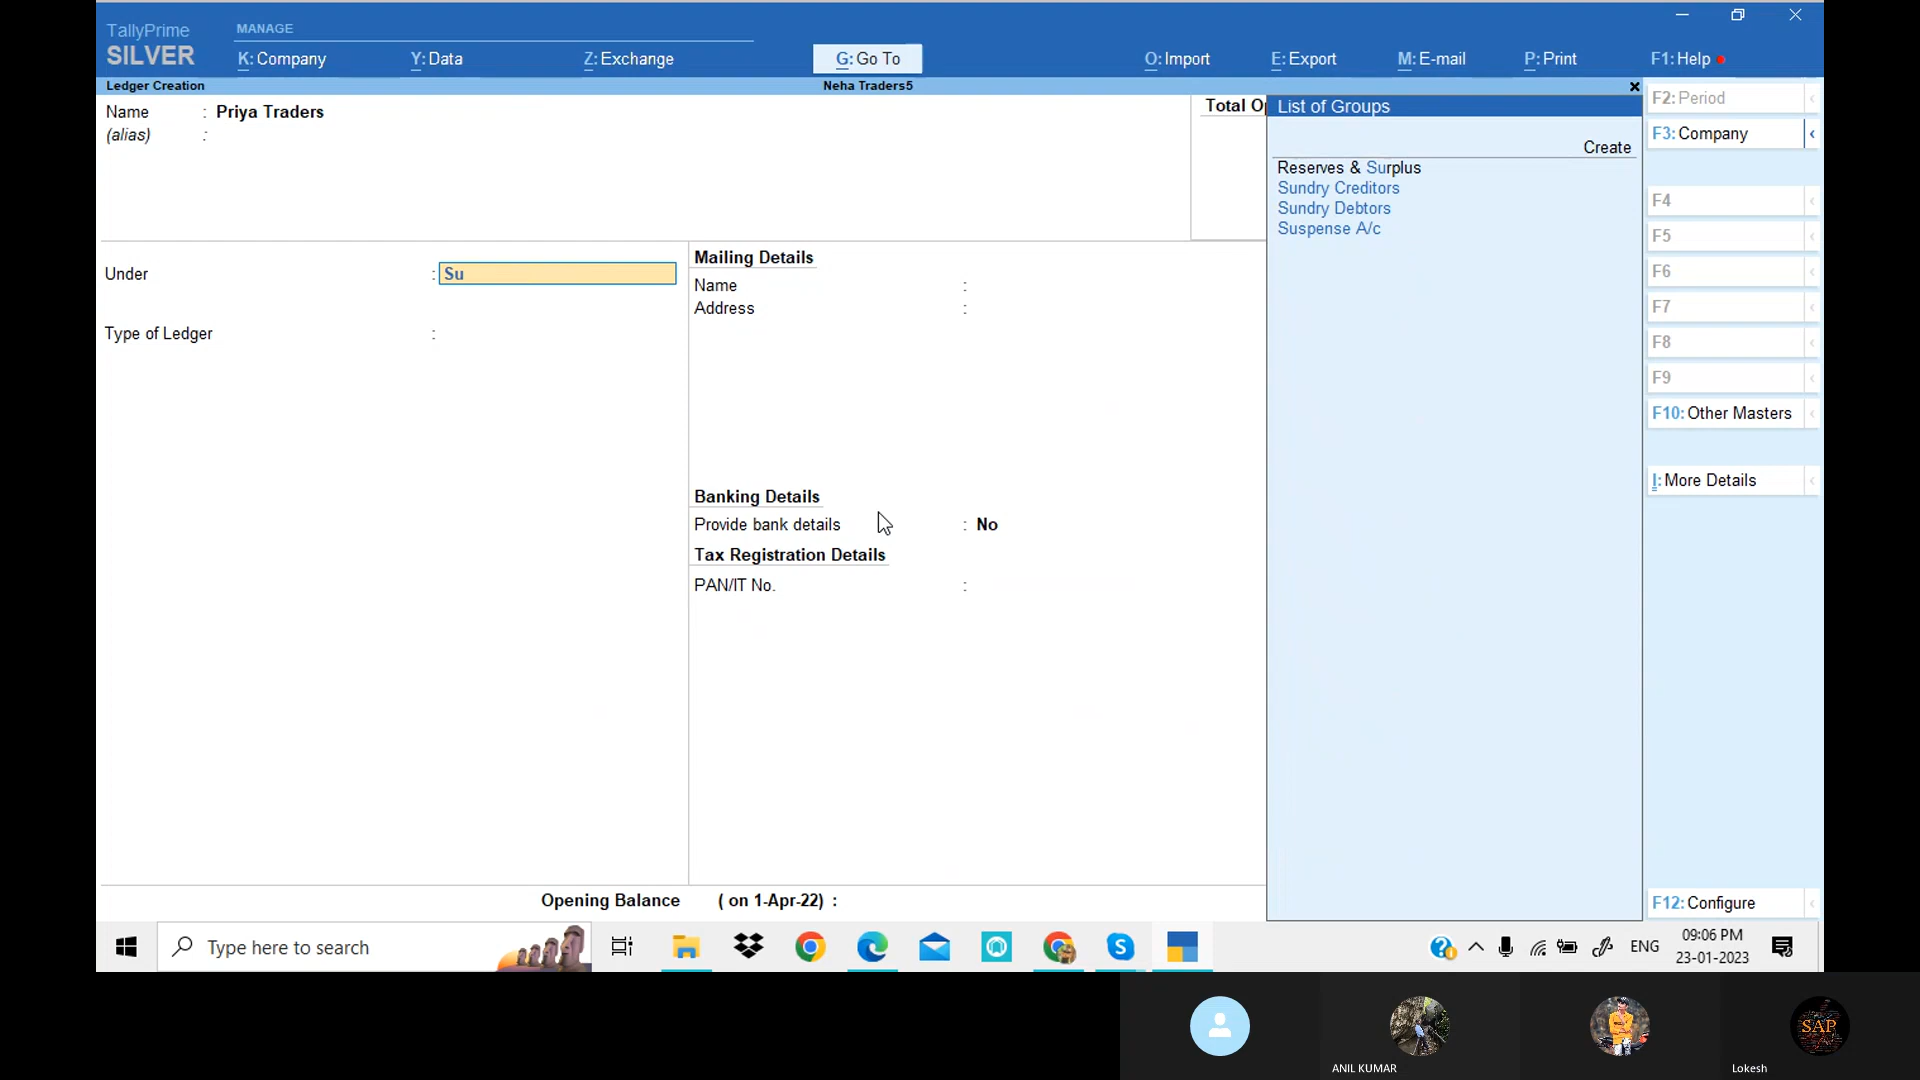 TallyPrime
SILVER
MANAGE
K: Company
Y: Data
Z: Exchange
G: Go To
O: Import
E: Export
M: E-mail
P: Print
F1: Help
Ledger Creation
Neha Traders5
Name : Priya Traders
(alias) :
Total Op
Under : Su
Type of Ledger :
Mailing Details
Name :
Address :
Banking Details
Provide bank details : No
Tax Registration Details
PAN/IT No. :
Opening Balance ( on 1-Apr-22) :
List of Groups
Create
Reserves & Surplus
Sundry Creditors
Sundry Debtors
Suspense A/c
F2: Period
F3: Company
F4
F5
F6
F7
F8
F9
F10: Other Masters
I: More Details
F12: Configure
Type here to search
ENG
09:06 PM
23-01-2023
SAP
ANIL KUMAR
Lokesh